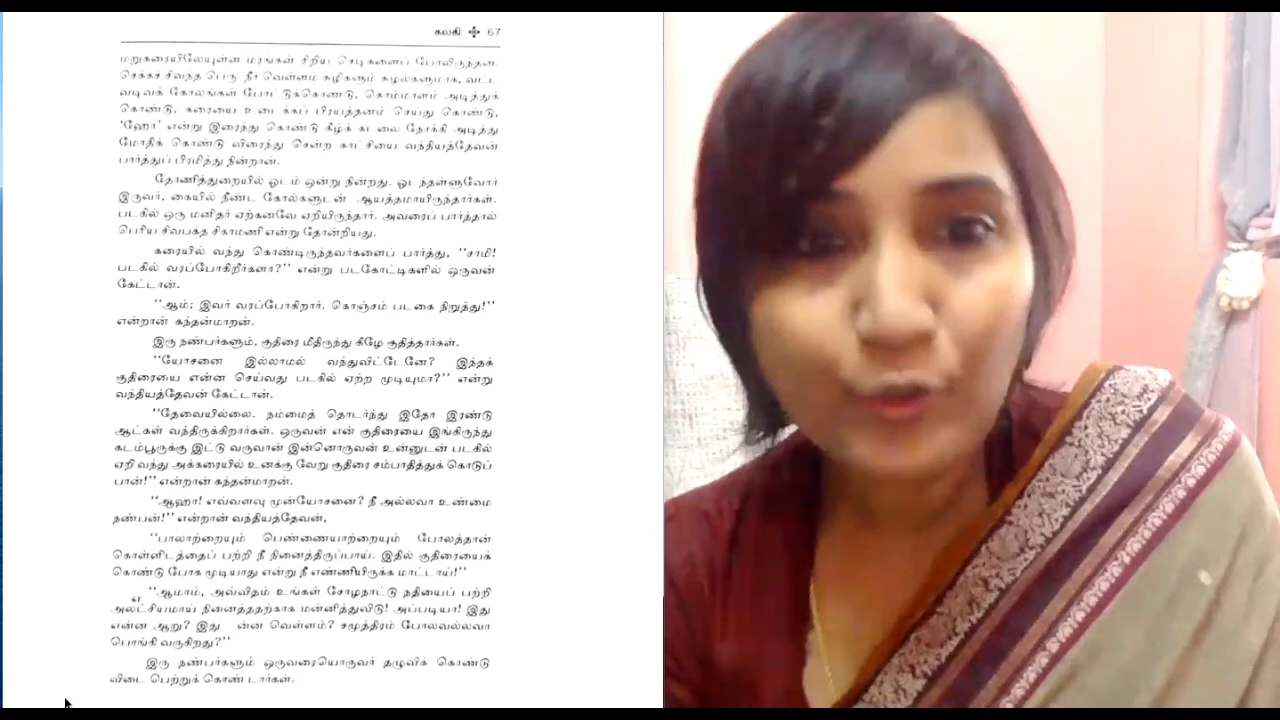 கல்கி ❖ 67
மறுகரையிலேயுள்ள மரங்கள் சிறிய செடிகளைப் போலிருந்தன.
செக்கச் சிவந்த பெரு நீர் வெள்ளம் சுழிகளும் சுழல்களுமாக, வட்ட
வடிவக் கோலங்கள் போட்டுக்கொண்டு, கொம்மாளம் அடித்துக்
கொண்டு, கரையை உடைக்கப் பிரயத்தனம் செய்து கொண்டு,
'ஹோ' என்று இரைந்து கொண்டு கீழ்க் கடலை நோக்கி அடித்து
மோதிக் கொண்டு விரைந்து சென்ற காட்சியை வந்தியத்தேவன்
பார்த்துப் பிரமித்து நின்றான்.
தோணித்துறையில் ஓடம் ஒன்று நின்றது. ஓடந்தள்ளுவோர்
இருவர், கையில் நீண்ட கோல்களுடன் ஆயத்தமாயிருந்தார்கள்.
படகில் ஒரு மனிதர் ஏற்கனவே ஏறியிருந்தார். அவரைப் பார்த்தால்
பெரிய சிவபக்த சிகாமணி என்று தோன்றியது.
கரையில் வந்து கொண்டிருந்தவர்களைப் பார்த்து, "சாமி!
படகில் வரப்போகிறீர்களா?" என்று படகோட்டிகளில் ஒருவன்
கேட்டான்.
"ஆம்; இவர் வரப்போகிறார். கொஞ்சம் படகை நிறுத்து!"
என்றான் கந்தன்மாறன்.
இரு நண்பர்களும், குதிரை மீதிருந்து கீழே குதித்தார்கள்.
"யோசனை இல்லாமல் வந்துவிட்டேனே? இந்தக்
குதிரையை என்ன செய்வது படகில் ஏற்ற முடியுமா?" என்று
வந்தியத்தேவன் கேட்டான்.
"தேவையில்லை. நம்மைத் தொடர்ந்து இதோ இரண்டு
ஆட்கள் வந்திருக்கிறார்கள். ஒருவன் என் குதிரையை இங்கிருந்து
கடம்பூருக்கு இட்டு வருவான் இன்னொருவன் உன்னுடன் படகில்
ஏறி வந்து அக்கரையில் உனக்கு வேறு குதிரை சம்பாதித்துக் கொடுப்
பான்!" என்றான் கந்தன்மாறன்.
"ஆஹா! எவ்வளவு முன்யோசனை? நீ அல்லவா உண்மை
நண்பன்!" என்றான் வந்தியத்தேவன்,
"பாலாற்றையும் பெண்ணையாற்றையும் போலத்தான்
கொள்ளிடத்தைப் பற்றி நீ நினைத்திருப்பாய். இதில் குதிரையைக்
கொண்டு போக முடியாது என்று நீ எண்ணியிருக்க மாட்டாய்!"
"ஆமாம், அவ்விதம் உங்கள் சோழநாட்டு நதியைப் பற்றி
அலட்சியமாய் நினைத்ததற்காக மன்னித்துவிடு! அப்படியா! இது
என்ன ஆறு? இது ன்ன வெள்ளம்? சமூத்திரம் போலவல்லவா
பொங்கி வருகிறது?"
இரு நண்பர்களும் ஒருவரையொருவர் தழுவிக் கொண்டு
விடை பெற்றுக் கொண்டார்கள்.